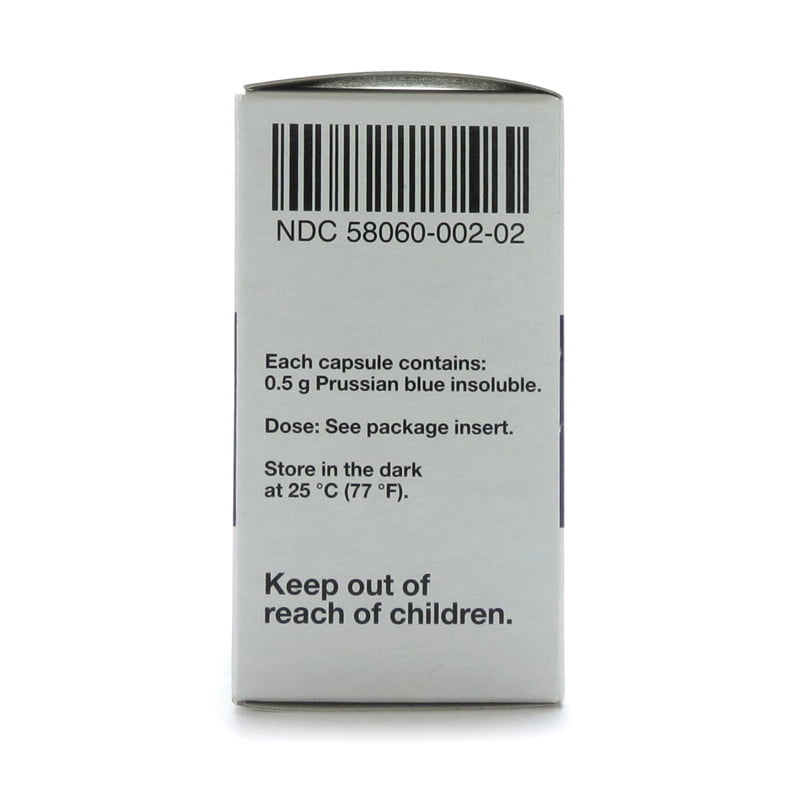 NDC 58060-002-02
Each capsule contains:
0.5 g Prussian blue insoluble.
Dose: See package insert.
Store in the dark
at 25 °C (77 °F).
Keep out of
reach of children.